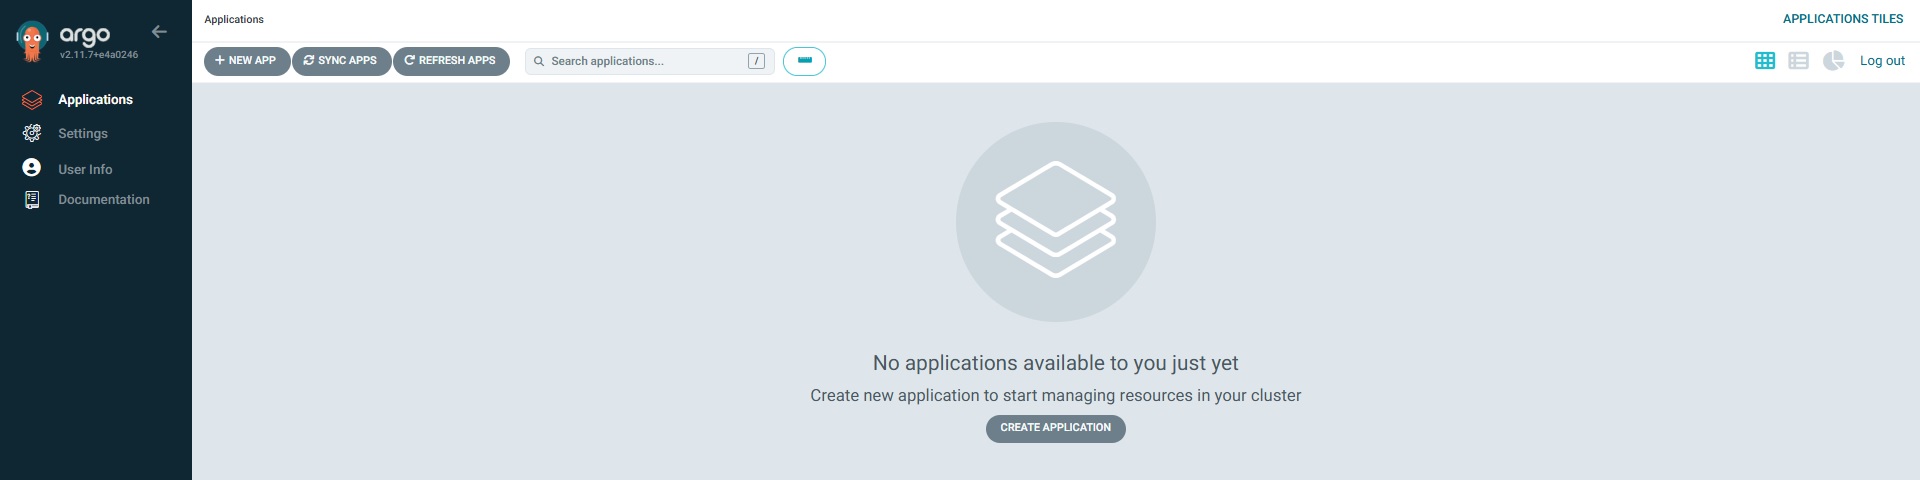 argo
v2.11.7+e4a0246
Applications
Settings
User Info
Documentation
Applications
APPLICATIONS TILES
NEW APP
SYNC APPS
REFRESH APPS
Search applications...
/
Log out
No applications available to you just yet
Create new application to start managing resources in your cluster
CREATE APPLICATION